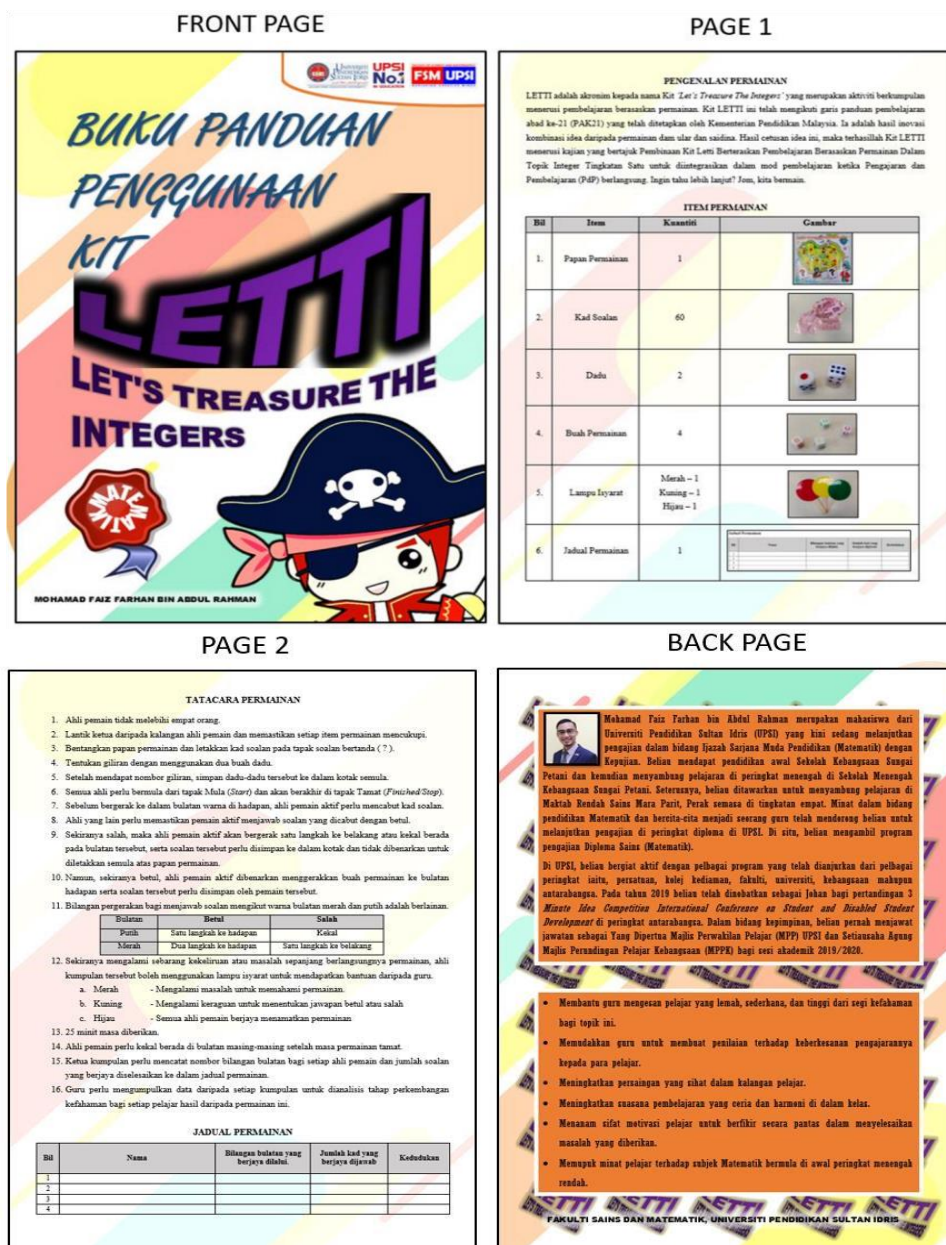 FRONT PAGE
UNIVERSITI
PENDIDIKAN
SULTAN IDRIS
UPSI
No.1
FSM UPSI
BUKU PANDUAN
PENGGUNAAN
KIT
LETTI
LET'S TREASURE THE
INTEGERS
MATEMATIK
MOHAMAD FAIZ FARHAN BIN ABDUL RAHMAN
PAGE 1
PENGENALAN PERMAINAN
LETTI adalah akronim kepada nama Kit 'Let's Treasure The Integers' yang merupakan aktiviti berkumpulan
menerusi pembelajaran berasaskan permainan. Kit LETTI ini telah mengikuti garis panduan pembelajaran
abad ke-21 (PAK21) yang telah ditetapkan oleh Kementerian Pendidikan Malaysia. Ia adalah hasil inovasi
kombinasi idea daripada permainan dam ular dan saidina. Hasil cetusan idea ini, maka terhasillah Kit LETTI
menerusi kajian yang bertajuk Pembinaan Kit Letti Berteraskan Pembelajaran Berasaskan Permainan Dalam
Topik Integer Tingkatan Satu untuk diintegrasikan dalam mod pembelajaran ketika Pengajaran dan
Pembelajaran (PdP) berlangsung. Ingin tahu lebih lanjut? Jom, kita bermain.
ITEM PERMAINAN
Bil Item Kuantiti Gambar
1. Papan Permainan 1
2. Kad Soalan 60
3. Dadu 2
4. Buah Permainan 4
5. Lampu Isyarat Merah – 1
Kuning – 1
Hijau – 1
6. Jadual Permainan 1
PAGE 2
TATACARA PERMAINAN
1. Ahli pemain tidak melebihi empat orang.
2. Lantik ketua daripada kalangan ahli pemain dan memastikan setiap item permainan mencukupi.
3. Bentangkan papan permainan dan letakkan kad soalan pada tapak soalan bertanda ( ? ).
4. Tentukan giliran dengan menggunakan dua buah dadu.
5. Setelah mendapat nombor giliran, simpan dadu-dadu tersebut ke dalam kotak semula.
6. Semua ahli perlu bermula dari tapak Mula (Start) dan akan berakhir di tapak Tamat (Finished/Stop).
7. Sebelum bergerak ke dalam bulatan warna di hadapan, ahli pemain aktif perlu mencabut kad soalan.
8. Ahli yang lain perlu memastikan pemain aktif menjawab soalan yang dicabut dengan betul.
9. Sekiranya salah, maka ahli pemain aktif akan bergerak satu langkah ke belakang atau kekal berada
pada bulatan tersebut, serta soalan tersebut perlu disimpan ke dalam kotak dan tidak dibenarkan untuk
diletakkan semula atas papan permainan.
10. Namun, sekiranya betul, ahli pemain aktif dibenarkan menggerakkan buah permainan ke bulatan
hadapan serta soalan tersebut perlu disimpan oleh pemain tersebut.
11. Bilangan pergerakan bagi menjawab soalan mengikut warna bulatan merah dan putih adalah berlainan.
Bulatan Betul Salah
Putih Satu langkah ke hadapan Kekal
Merah Dua langkah ke hadapan Satu langkah ke belakang
12. Sekiranya mengalami sebarang kekeliruan atau masalah sepanjang berlangsungnya permainan, ahli
kumpulan tersebut boleh menggunakan lampu isyarat untuk mendapatkan bantuan daripada guru.
a. Merah - Mengalami masalah untuk memahami permainan.
b. Kuning - Mengalami keraguan untuk menentukan jawapan betul atau salah
c. Hijau - Semua ahli pemain berjaya menamatkan permainan
13. 25 minit masa diberikan.
14. Ahli pemain perlu kekal berada di bulatan masing-masing setelah masa permainan tamat.
15. Ketua kumpulan perlu mencatat nombor bilangan bulatan bagi setiap ahli pemain dan jumlah soalan
yang berjaya diselesaikan ke dalam jadual permainan.
16. Guru perlu mengumpulkan data daripada setiap kumpulan untuk dianalisis tahap perkembangan
kefahaman bagi setiap pelajar hasil daripada permainan ini.
JADUAL PERMAINAN
Bil Nama Bilangan bulatan yang berjaya dilalui. Jumlah kad yang berjaya dijawab Kedudukan
1
2
3
4
BACK PAGE
Mohamad Faiz Farhan bin Abdul Rahman merupakan mahasiswa dari
Universiti Pendidikan Sultan Idris (UPSI) yang kini sedang melanjutkan
pengajian dalam bidang Ijazah Sarjana Muda Pendidikan (Matematik) dengan
Kepujian. Beliau mendapat pendidikan awal Sekolah Kebangsaan Sungai
Petani dan kemudian menyambung pelajaran di peringkat menengah di Sekolah Menengah
Kebangsaan Sungai Petani. Seterusnya, beliau ditawarkan untuk menyambung pelajaran di
Maktab Rendah Sains Mara Parit, Perak semasa di tingkatan empat. Minat dalam bidang
pendidikan Matematik dan bercita-cita menjadi seorang guru telah mendorong beliau untuk
melanjutkan pengajian di peringkat diploma di UPSI. Di situ, beliau mengambil program
pengajian Diploma Sains (Matematik).
Di UPSI, beliau bergiat aktif dengan pelbagai program yang telah dianjurkan dari pelbagai
peringkat iaitu, persatuan, kolej kediaman, fakulti, universiti, kebangsaan mahupun
antarabangsa. Pada tahun 2019 beliau telah dinobatkan sebagai Johan bagi pertandingan 3
Minute Idea Competition International Conference on Student and Disabled Student
Development di peringkat antarabangsa. Dalam bidang kepimpinan, belian pernah menjawat
jawatan sebagai Yang Dipertua Majlis Perwakilan Pelajar (MPP) UPSI dan Setiausaha Agung
Majlis Perundingan Pelajar Kebangsaan (MPPK) bagi sesi akademik 2019/2020.
• Membantu guru mengesan pelajar yang lemah, sederhana, dan tinggi dari segi kefahaman
bagi topik ini.
• Memudahkan guru untuk membuat penilaian terhadap keberkesanan pengajarannya
kepada para pelajar.
• Meningkatkan persaingan yang sihat dalam kalangan pelajar.
• Meningkatkan suasana pembelajaran yang ceria dan harmoni di dalam kelas.
• Menanam sifat motivasi pelajar untuk berfikir secara pantas dalam menyelesaikan
masalah yang diberikan.
• Memupuk minat pelajar terhadap subjek Matematik bermula di awal peringkat menengah
rendah.
FAKULTI SAINS DAN MATEMATIK, UNIVERSITI PENDIDIKAN SULTAN IDRIS